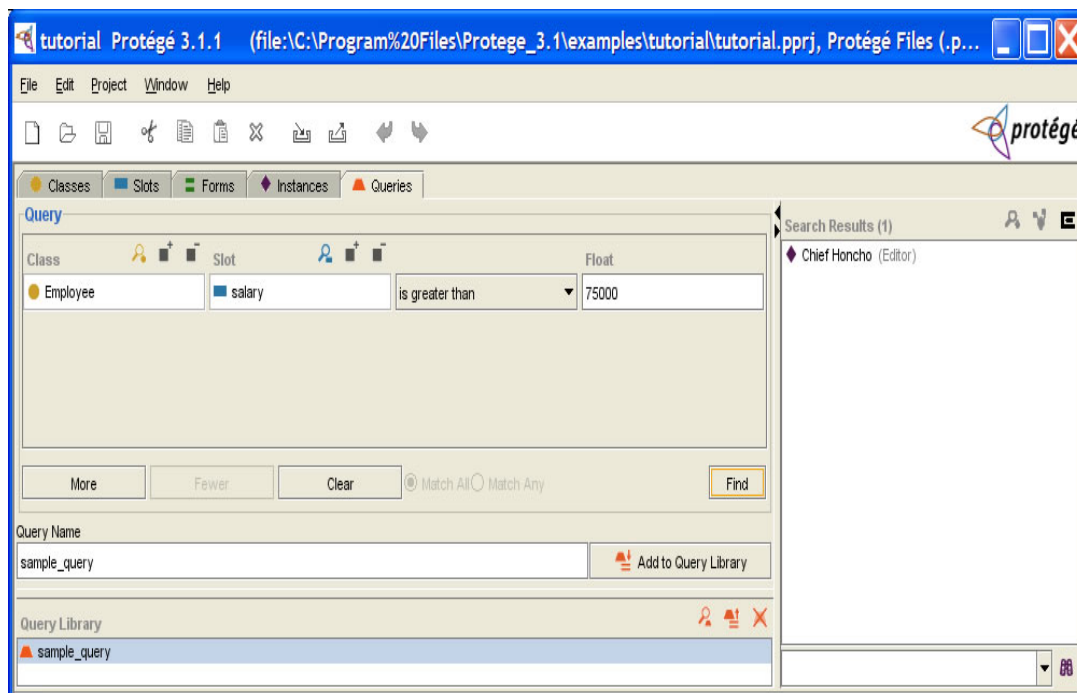 tutorial Protégé 3.1.1 (file:\C:\Program%20Files\Protege_3.1\examples\tutorial\tutorial.pprj, Protégé Files (.p...
File Edit Project Window Help
protégé
Classes Slots Forms Instances Queries
Query
Class Slot Float
Employee salary is greater than 75000
More Fewer Clear Match All Match Any Find
Query Name
sample_query Add to Query Library
Query Library
sample_query
Search Results (1)
Chief Honcho (Editor)